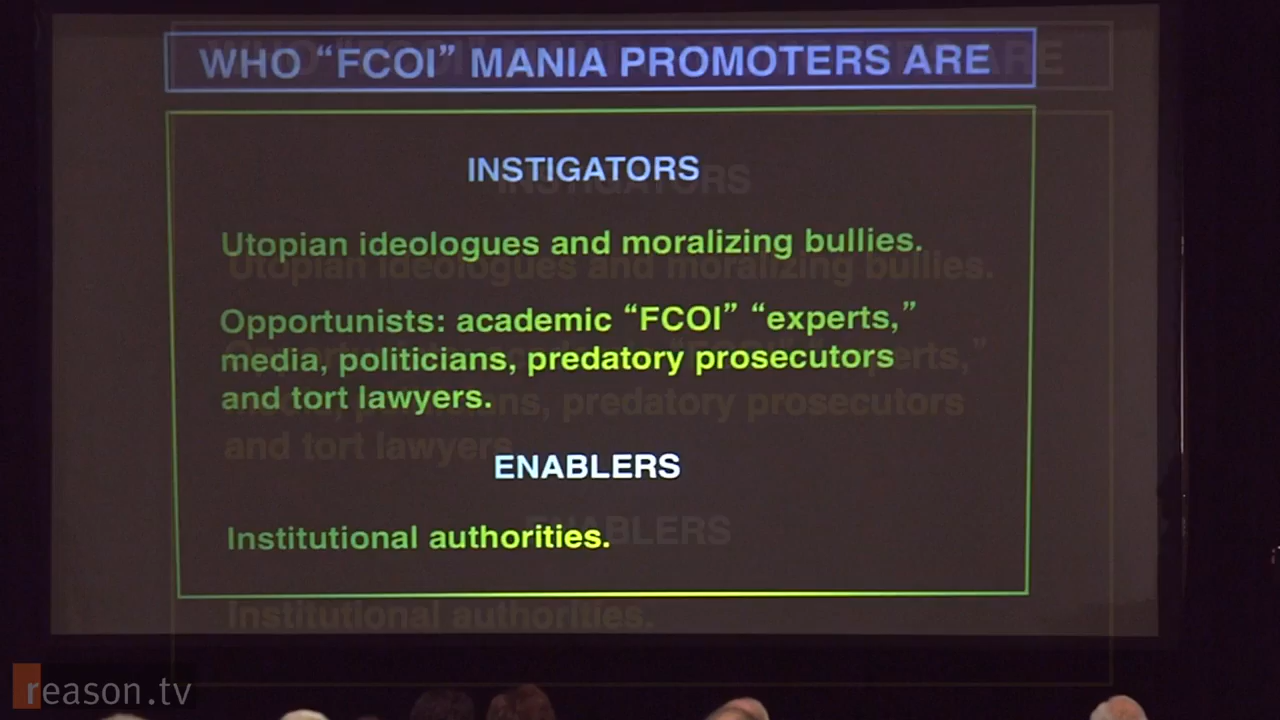 WHO “FCOI” MANIA PROMOTERS ARE
INSTIGATORS
Utopian ideologues and moralizing bullies.
Opportunists: academic “FCOI” “experts,”
media, politicians, predatory prosecutors
and tort lawyers.
ENABLERS
Institutional authorities.
reason.tv